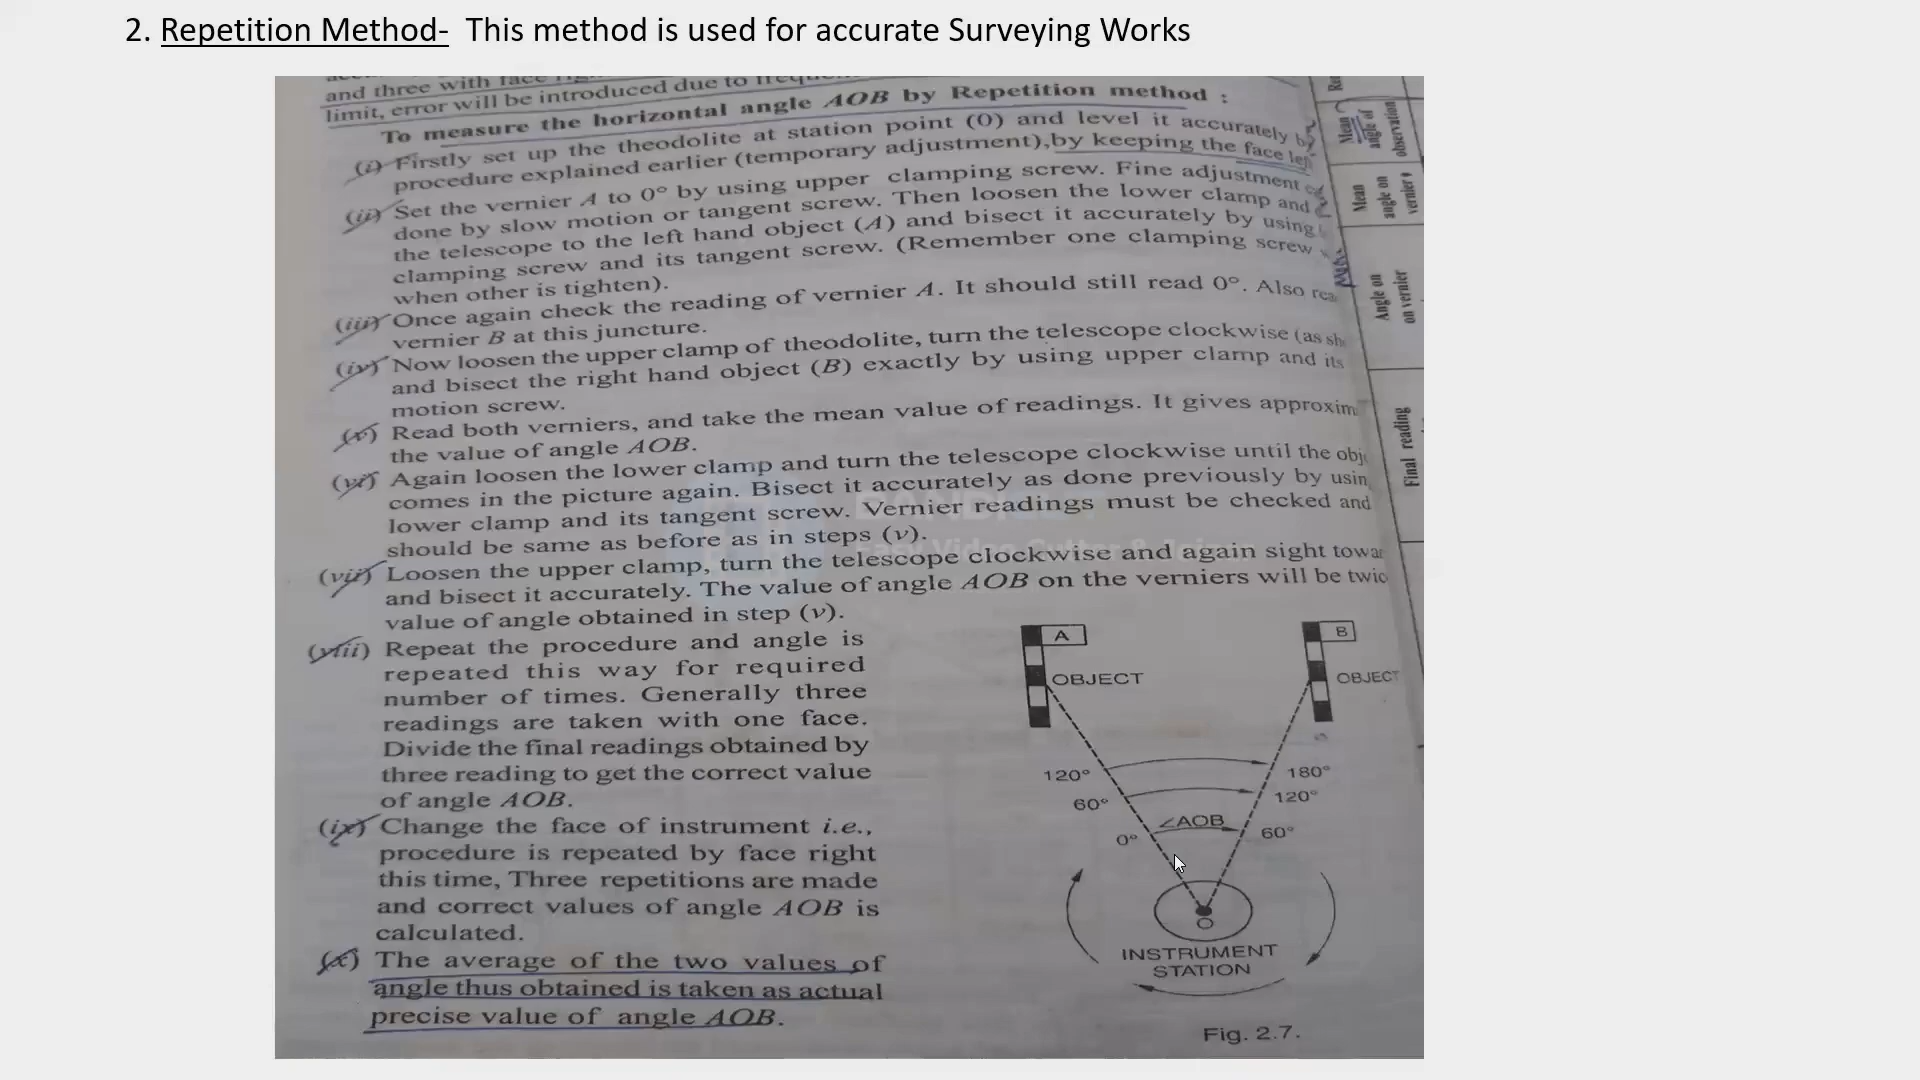 2. Repetition Method- This method is used for accurate Surveying Works
and three with face
limit, error will be introduced due to
To measure the horizontal angle AOB by Repetition method :
(i) Firstly set up the theodolite at station point (O) and level it accurately by
procedure explained earlier (temporary adjustment), by keeping the face left
(ii) Set the vernier A to 0° by using upper clamping screw. Fine adjustment
done by slow motion or tangent screw. Then loosen the lower clamp and
the telescope to the left hand object (A) and bisect it accurately by using
clamping screw and its tangent screw. (Remember one clamping screw
when other is tighten).
(iii) Once again check the reading of vernier A. It should still read 0°. Also rea
vernier B at this juncture.
(iv) Now loosen the upper clamp of theodolite, turn the telescope clockwise (as sh
and bisect the right hand object (B) exactly by using upper clamp and its
motion screw.
(v) Read both verniers, and take the mean value of readings. It gives approxim
the value of angle AOB.
(vi) Again loosen the lower clamp and turn the telescope clockwise until the obj
comes in the picture again. Bisect it accurately as done previously by usin
lower clamp and its tangent screw. Vernier readings must be checked and
should be same as before as in steps (v).
(vii) Loosen the upper clamp, turn the telescope clockwise and again sight towar
and bisect it accurately. The value of angle AOB on the verniers will be twic
value of angle obtained in step (v).
(viii) Repeat the procedure and angle is
repeated this way for required
number of times. Generally three
readings are taken with one face.
Divide the final readings obtained by
three reading to get the correct value
of angle AOB.
(ix) Change the face of instrument i.e.,
procedure is repeated by face right
this time, Three repetitions are made
and correct values of angle AOB is
calculated.
(x) The average of the two values of
angle thus obtained is taken as actual
precise value of angle AOB.
A
B
OBJECT
OBJECT
120°
180°
60°
120°
∠AOB
0°
60°
O
INSTRUMENT
STATION
Fig. 2.7.
Mean
angle of
observation
Mean
angle on
verniers
Angle on
on vernier
Final reading